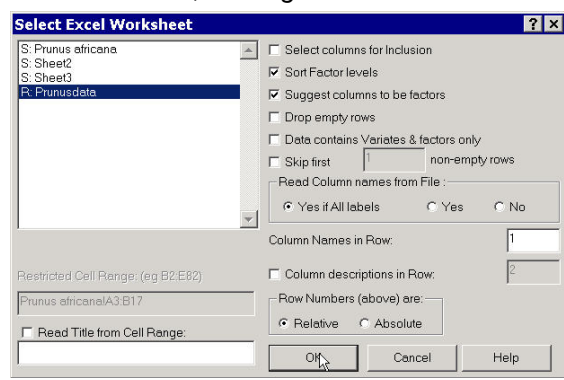 Select Excel Worksheet
S: Prunus africana
S: Sheet2
S: Sheet3
R: Prunusdata
Select columns for Inclusion
Sort Factor levels
Suggest columns to be factors
Drop empty rows
Data contains Variates & factors only
Skip first 1 non-empty rows
Read Column names from File :
Yes if All labels Yes No
Column Names in Row: 1
Restricted Cell Range: (eg B2:E82)
Prunus africana!A3:B17
Read Title from Cell Range:
Column descriptions in Row: 2
Row Numbers (above) are:
Relative Absolute
OK Cancel Help